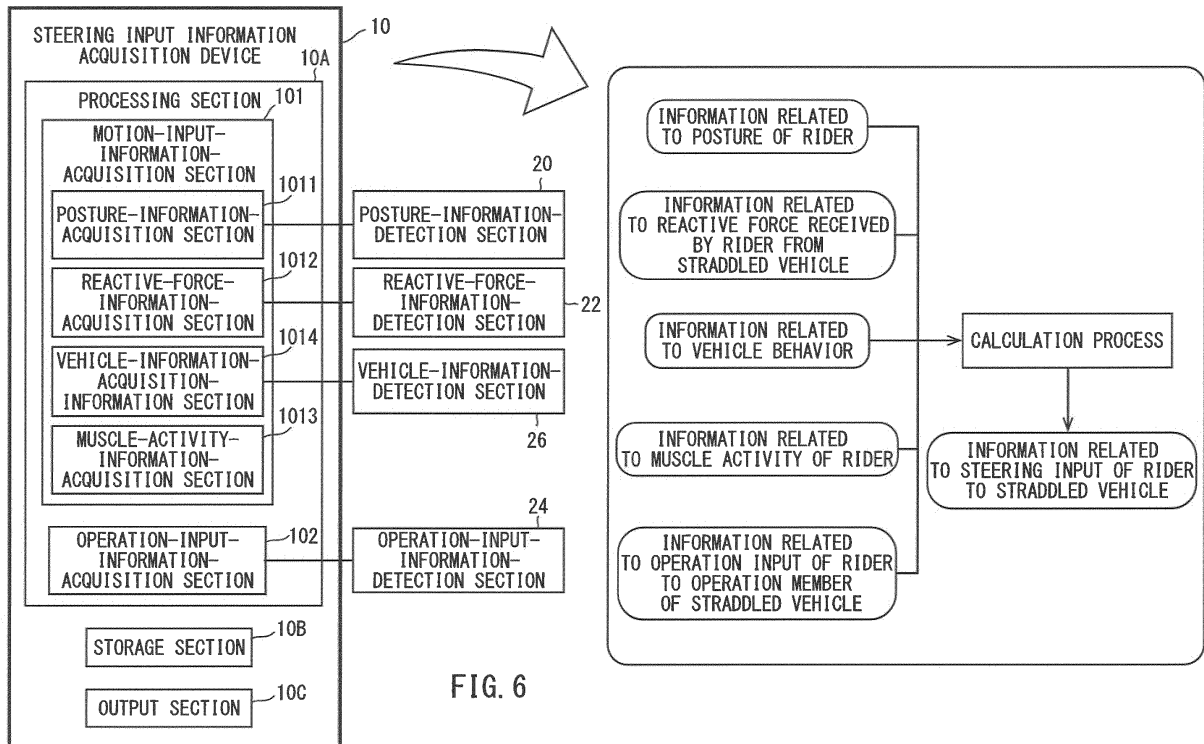 STEERING INPUT INFORMATION
ACQUISITION DEVICE
10
10A
PROCESSING SECTION
101
MOTION-INPUT-
INFORMATION-
ACQUISITION SECTION
1011
POSTURE-INFORMATION-
ACQUISITION SECTION
1012
REACTIVE-FORCE-
INFORMATION-
ACQUISITION SECTION
1014
VEHICLE-INFORMATION-
ACQUISITION-
INFORMATION SECTION
1013
MUSCLE-ACTIVITY-
INFORMATION-
ACQUISITION SECTION
102
OPERATION-INPUT-
INFORMATION-
ACQUISITION SECTION
10B
STORAGE SECTION
10C
OUTPUT SECTION
20
POSTURE-INFORMATION-
DETECTION SECTION
REACTIVE-FORCE-
INFORMATION-
DETECTION SECTION
22
VEHICLE-INFORMATION-
DETECTION SECTION
26
24
OPERATION-INPUT-
INFORMATION-
DETECTION SECTION
INFORMATION RELATED
TO POSTURE OF RIDER
INFORMATION RELATED
TO REACTIVE FORCE RECEIVED
BY RIDER FROM
STRADDLED VEHICLE
INFORMATION RELATED
TO VEHICLE BEHAVIOR
INFORMATION RELATED
TO MUSCLE ACTIVITY OF RIDER
INFORMATION RELATED
TO OPERATION INPUT OF RIDER
TO OPERATION MEMBER
OF STRADDLED VEHICLE
CALCULATION PROCESS
INFORMATION RELATED
TO STEERING INPUT OF RIDER
TO STRADDLED VEHICLE
FIG. 6